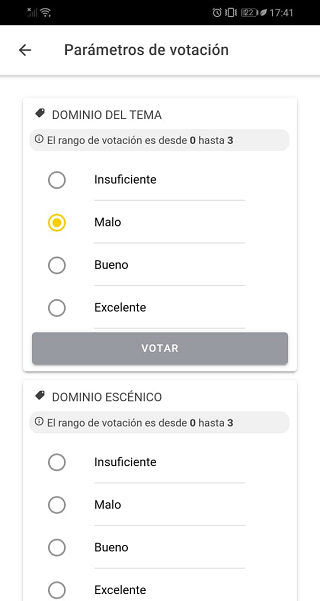 22 17:41
Parámetros de votación
DOMINIO DEL TEMA
El rango de votación es desde 0 hasta 3
Insuficiente
Malo
Bueno
Excelente
VOTAR
DOMINIO ESCÉNICO
El rango de votación es desde 0 hasta 3
Insuficiente
Malo
Bueno
Excelente